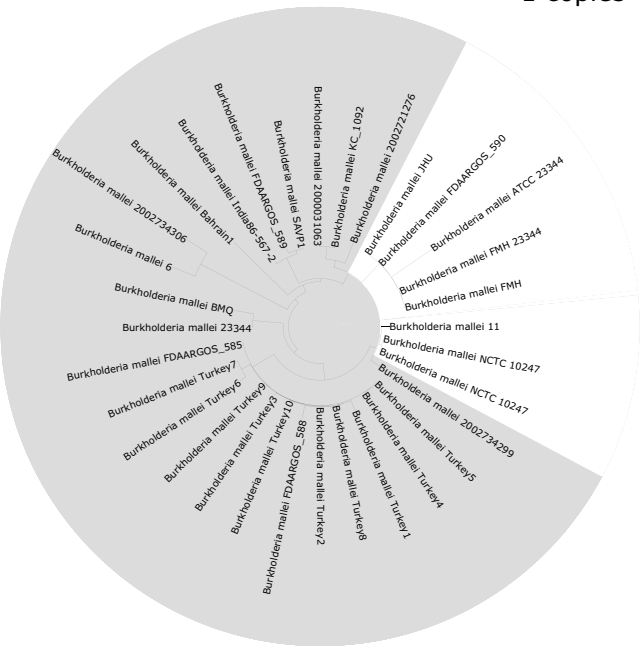 Burkholderia mallei JHU
Burkholderia mallei FDAARGOS_590
Burkholderia mallei ATCC 23344
Burkholderia mallei FMH 23344
Burkholderia mallei FMH
Burkholderia mallei 11
Burkholderia mallei NCTC 10247
Burkholderia mallei NCTC 10247
Burkholderia mallei 2002734299
Burkholderia mallei Turkey5
Burkholderia mallei Turkey4
Burkholderia mallei Turkey1
Burkholderia mallei Turkey8
Burkholderia mallei Turkey2
Burkholderia mallei FDAARGOS_588
Burkholderia mallei Turkey10
Burkholderia mallei Turkey3
Burkholderia mallei Turkey9
Burkholderia mallei Turkey6
Burkholderia mallei Turkey7
Burkholderia mallei FDAARGOS_585
Burkholderia mallei 23344
Burkholderia mallei BMQ
Burkholderia mallei 6
Burkholderia mallei 2002734306
Burkholderia mallei Bahrain1
Burkholderia mallei India86-567-2
Burkholderia mallei FDAARGOS_589
Burkholderia mallei SAVP1
Burkholderia mallei 2000031063
Burkholderia mallei KC_1092
Burkholderia mallei 2002721276